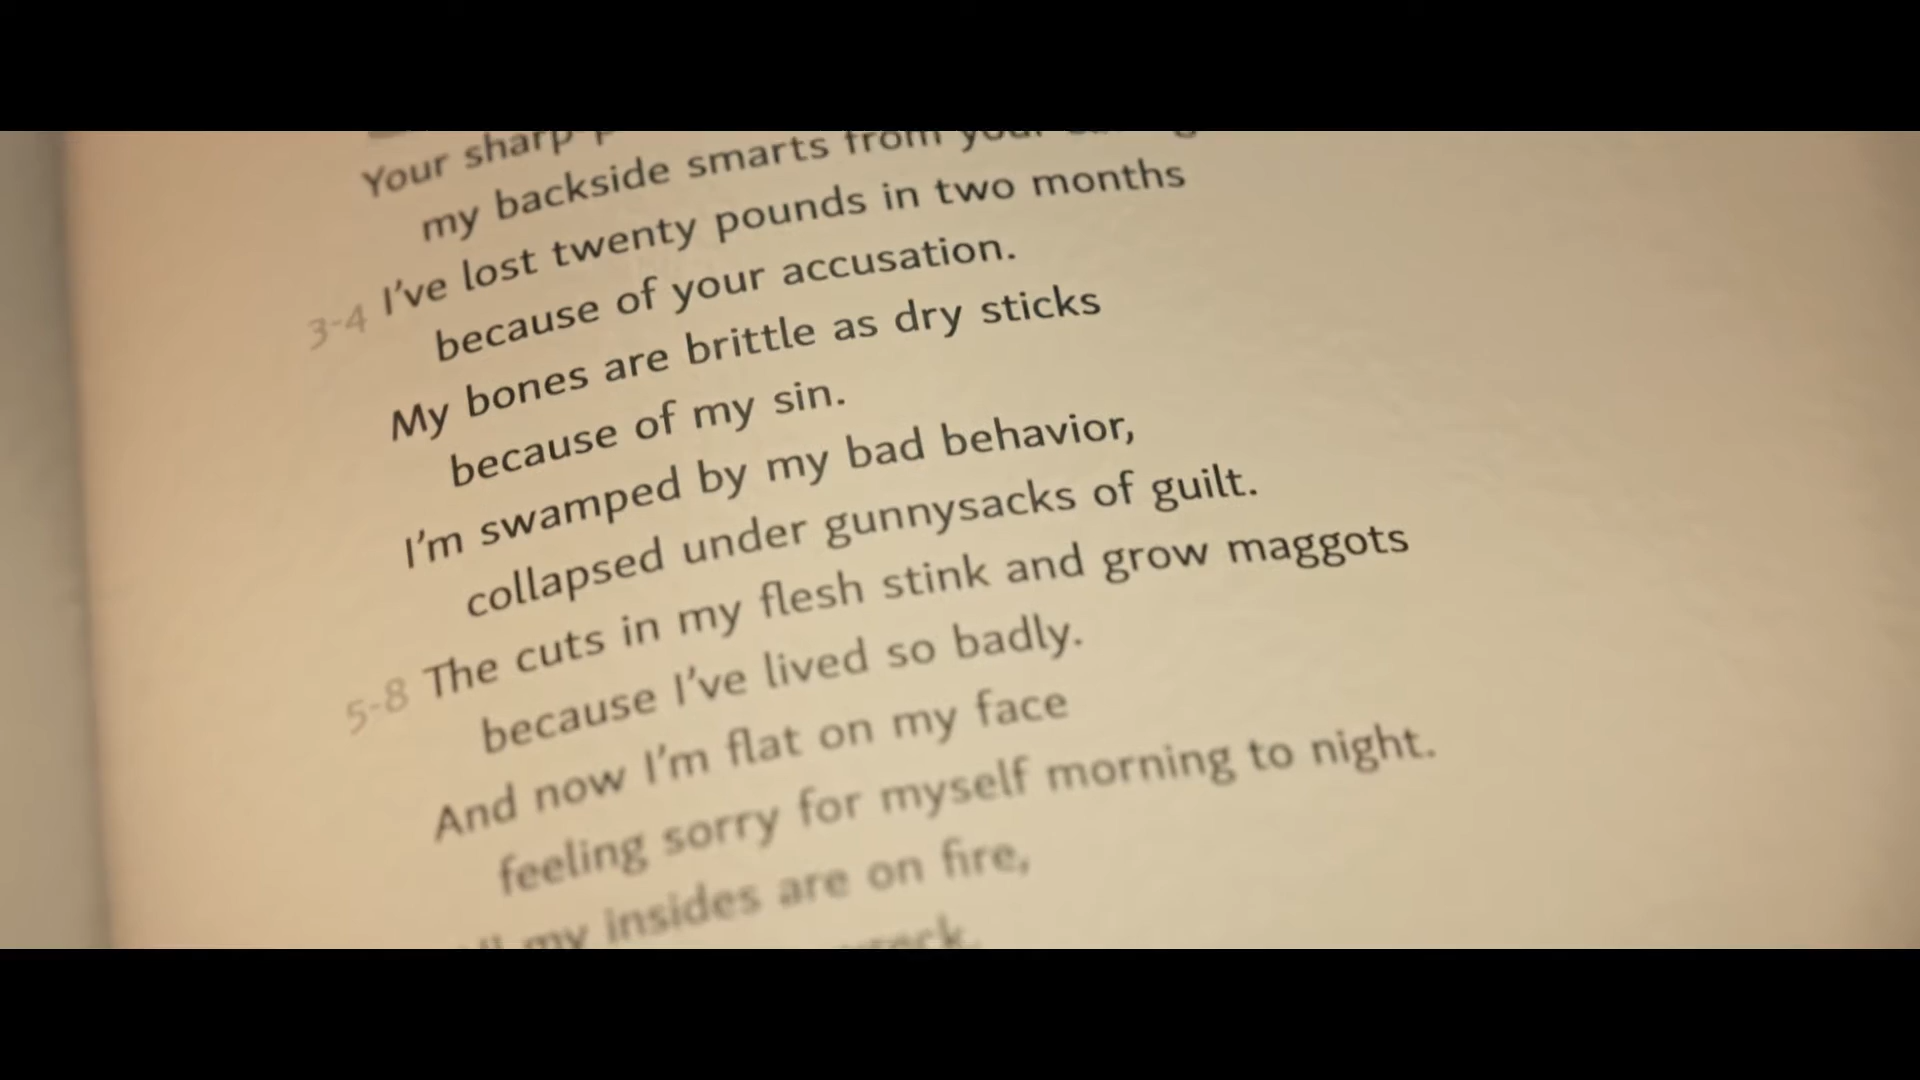 Your sharp
my backside smarts from your
3-4 I've lost twenty pounds in two months
because of your accusation.
My bones are brittle as dry sticks
because of my sin.
I'm swamped by my bad behavior,
collapsed under gunnysacks of guilt.
5-8 The cuts in my flesh stink and grow maggots
because I've lived so badly.
And now I'm flat on my face
feeling sorry for myself morning to night.
my insides are on fire,